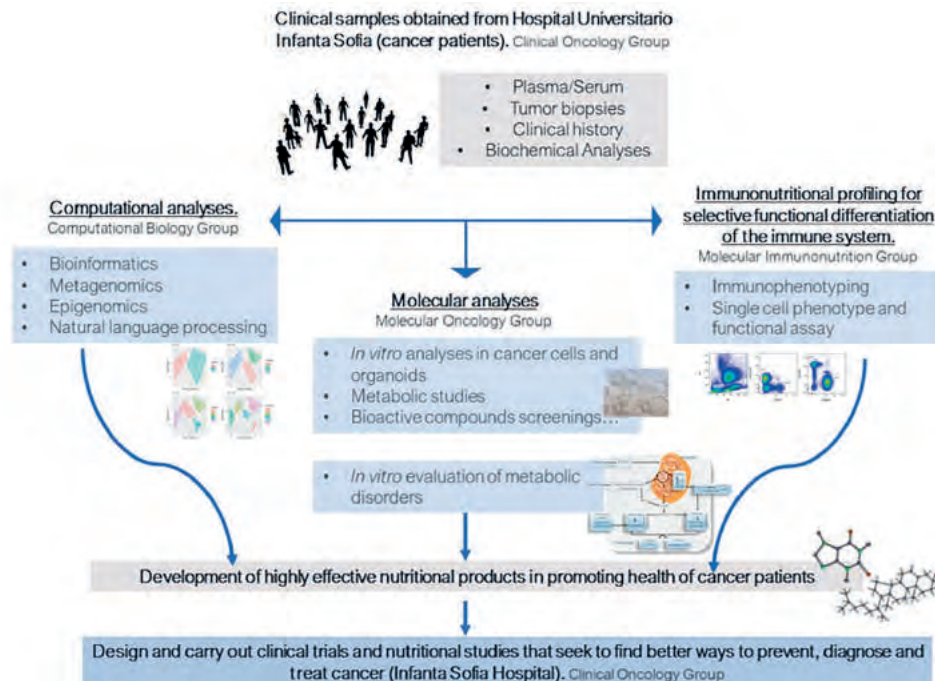 Clinical samples obtained from Hospital Universitario
Infanta Sofia (cancer patients). Clinical Oncology Group
• Plasma/Serum
• Tumor biopsies
• Clinical history
• Biochemical Analyses
Computational analyses.
Computational Biology Group
• Bioinformatics
• Metagenomics
• Epigenomics
• Natural language processing
Molecular analyses
Molecular Oncology Group
• In vitro analyses in cancer cells and
organoids
• Metabolic studies
• Bioactive compounds screenings…
• In vitro evaluation of metabolic
disorders
Immunonutritional profiling for
selective functional differentiation
of the immune system.
Molecular Immunonutrition Group
• Immunophenotyping
• Single cell phenotype and
functional assay
Development of highly effective nutritional products in promoting health of cancer patients
Design and carry out clinical trials and nutritional studies that seek to find better ways to prevent, diagnose and
treat cancer (Infanta Sofia Hospital). Clinical Oncology Group